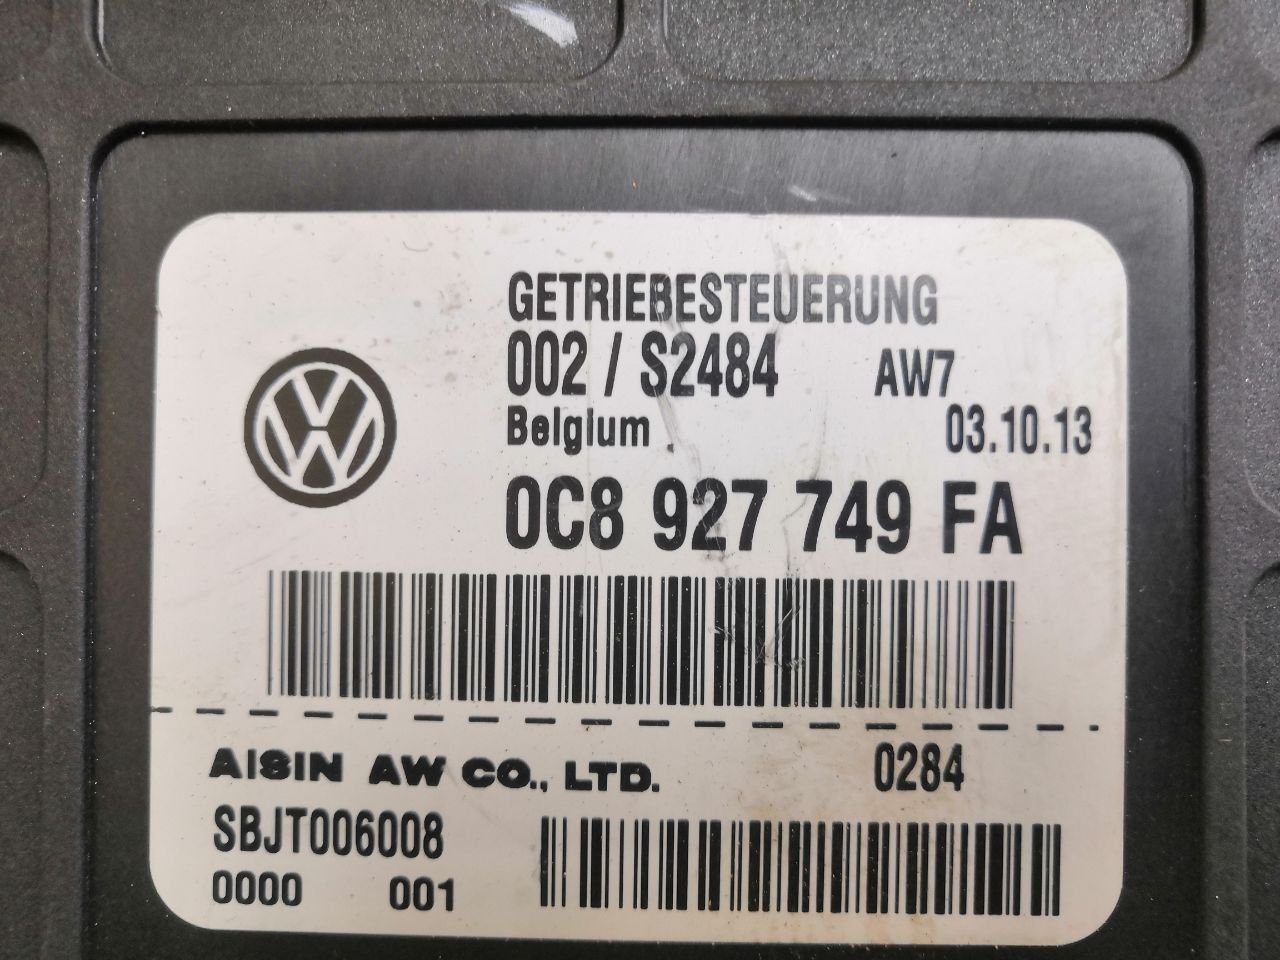 GETRIEBESTEUERUNG
002 / S2484 AW7
Belgium 03.10.13
0C8 927 749 FA
AISIN AW CO., LTD. 0284
SBJT006008
0000 001